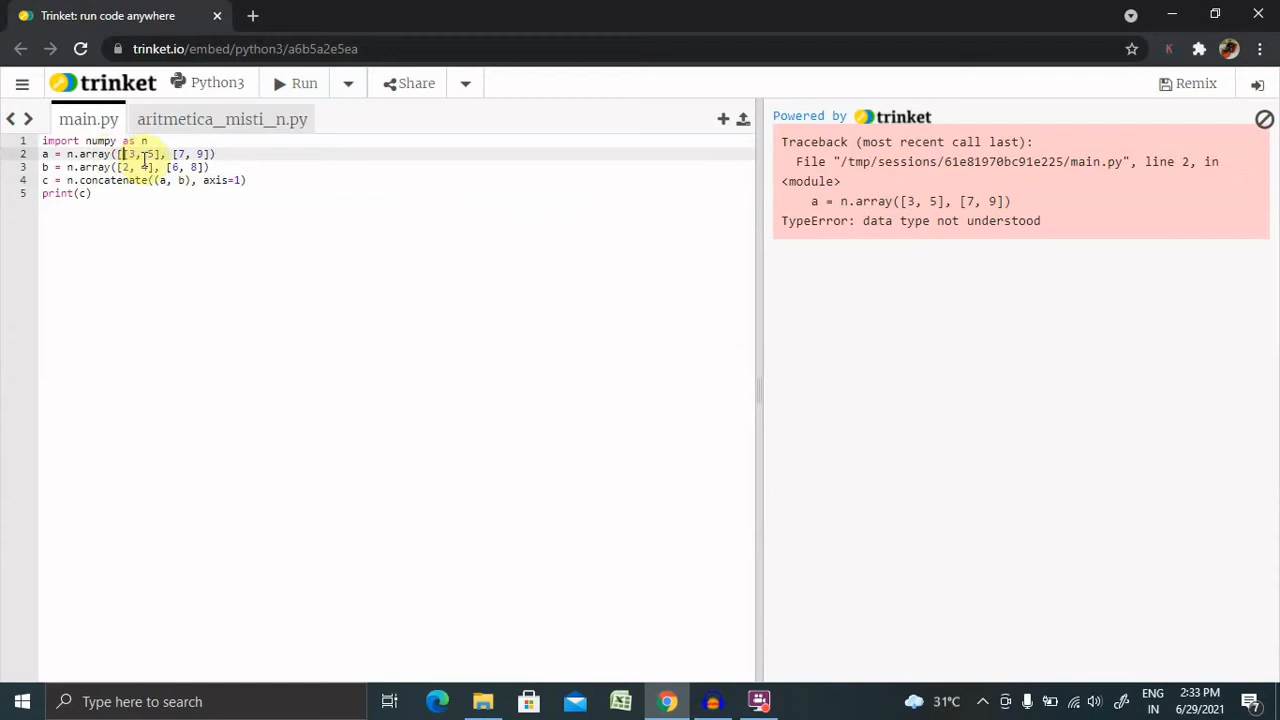 Trinket: run code anywhere
trinket.io/embed/python3/a6b5a2e5ea
trinket Python3 Run Share Remix
main.py aritmetica__misti__n.py
1 import numpy as n
2 a = n.array([[3, 5], [7, 9])
3 b = n.array([2, 4], [6, 8])
4 c = n.concatenate((a, b), axis=1)
5 print(c)
Powered by trinket
Traceback (most recent call last):
File "/tmp/sessions/61e81970bc91e225/main.py", line 2, in
<module>
a = n.array([3, 5], [7, 9])
TypeError: data type not understood
Type here to search
31°C
ENG
IN
2:33 PM
6/29/2021
7